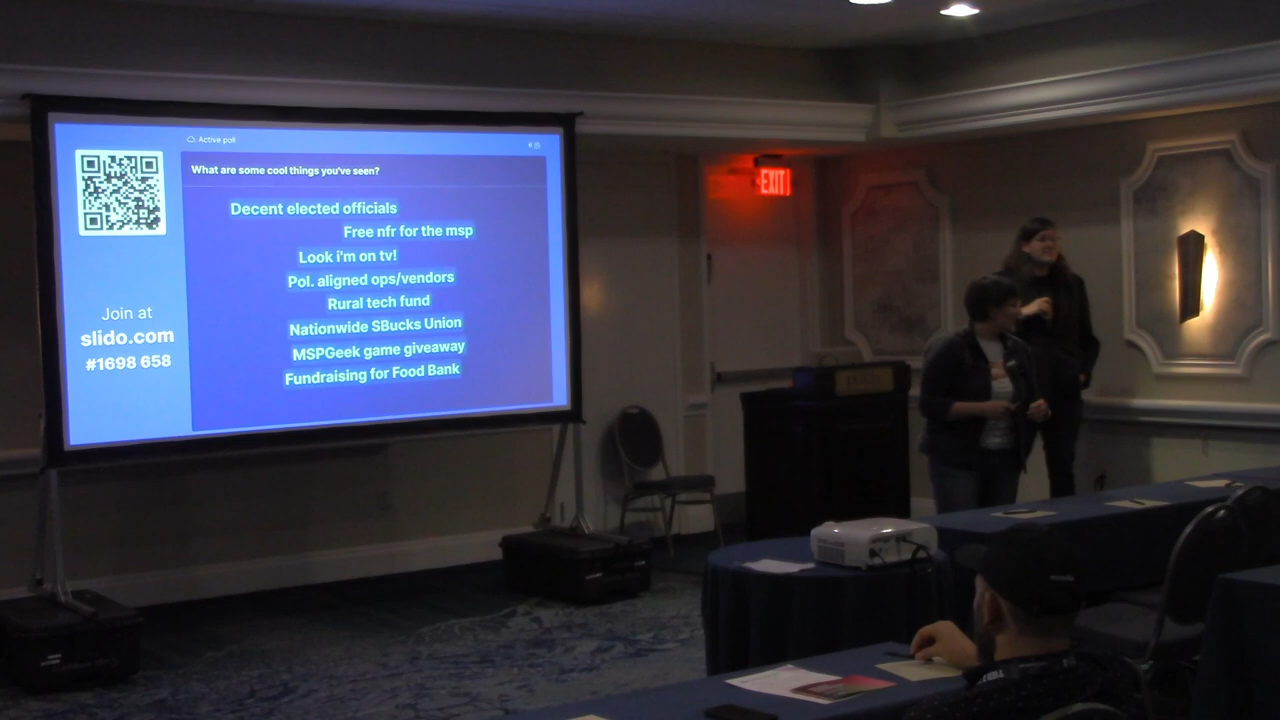 Active poll
What are some cool things you've seen?
Decent elected officials
Free nfr for the msp
Look i'm on tv!
Pol. aligned ops/vendors
Rural tech fund
Nationwide SBucks Union
MSPGeek game giveaway
Fundraising for Food Bank
Join at
slido.com
#1698 658
EXIT